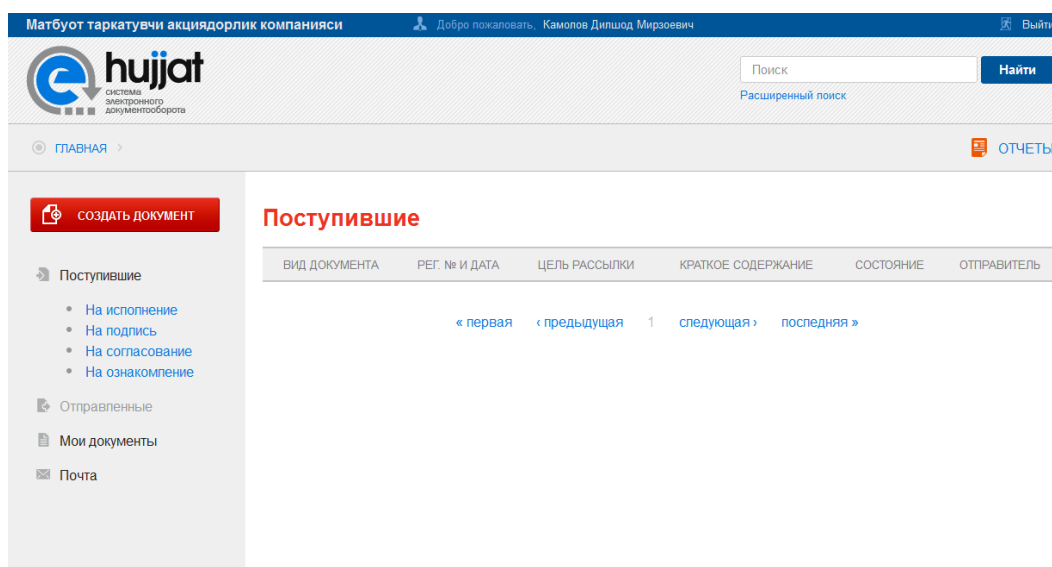 Матбуот таркатувчи акциядорлик компанияси
Добро пожаловать, Камолов Дилшод Мирзоевич
Выйти
e hujjat
система
электронного
документооборота
Поиск
Найти
Расширенный поиск
ГЛАВНАЯ >
ОТЧЕТЫ
СОЗДАТЬ ДОКУМЕНТ
Поступившие
• На исполнение
• На подпись
• На согласование
• На ознакомление
Отправленные
Мои документы
Почта
Поступившие
ВИД ДОКУМЕНТА РЕГ. № И ДАТА ЦЕЛЬ РАССЫЛКИ КРАТКОЕ СОДЕРЖАНИЕ СОСТОЯНИЕ ОТПРАВИТЕЛЬ
« первая ‹ предыдущая 1 следующая › последняя »